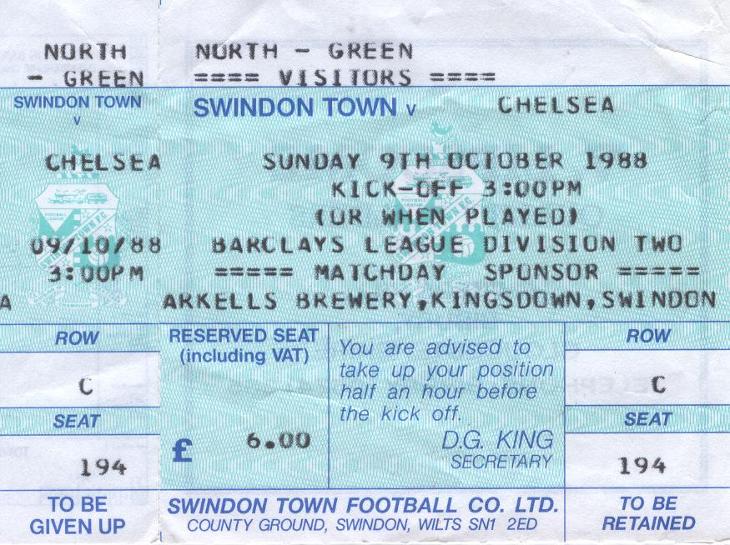 NORTH
- GREEN
SWINDON TOWN
v
CHELSEA
09/10/88
3:00PM
A
ROW
C
SEAT
194
TO BE
GIVEN UP
NORTH - GREEN
==== VISITORS ====
SWINDON TOWN v CHELSEA
SUNDAY 9TH OCTOBER 1988
KICK-OFF 3:00PM
(OR WHEN PLAYED)
BARCLAYS LEAGUE DIVISION TWO
===== MATCHDAY SPONSOR =====
ARKELLS BREWERY,KINGSDOWN,SWINDON
RESERVED SEAT
(including VAT)
£ 6.00
You are advised to
take up your position
half an hour before
the kick off.
D.G. KING
SECRETARY
ROW
C
SEAT
194
SWINDON TOWN FOOTBALL CO. LTD.
COUNTY GROUND, SWINDON, WILTS SN1 2ED
TO BE
RETAINED